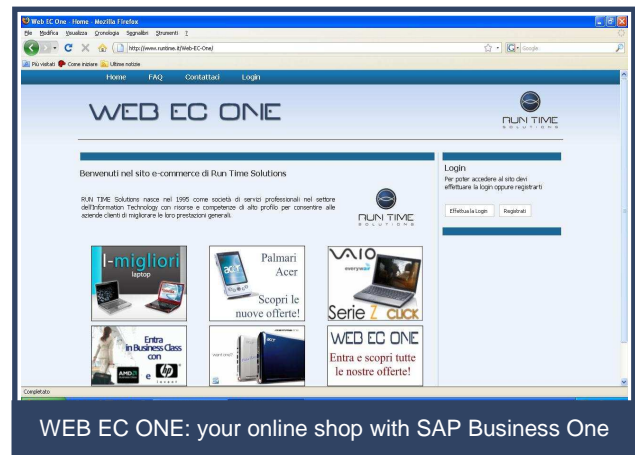 Web EC One - Home - Mozilla Firefox
File Modifica Visualizza Cronologia Segnalibri Strumenti ?
http://www.runtime.it/Web-EC-One/
Google
Più visitati Come iniziare Ultime notizie
Home FAQ Contattaci Login
WEB EC ONE
RUN TIME
SOLUTIONS
Benvenuti nel sito e-commerce di Run Time Solutions
RUN TIME Solutions nasce nel 1995 come società di servizi professionali nel settore
dell'Information Technology con risorse e competenze di alto profilo per consentire alle
aziende clienti di migliorare le loro prestazioni generali.
RUN TIME
SOLUTIONS
Login
Per poter accedere al sito devi
effettuare la login oppure registrarti
Effettua la Login Registrati
I-migliori
laptop
Palmari
Acer
Scopri le
nuove offerte!
VAIO
everywair
Serie Z CLICK
Entra
in Business Class
con
AMD e hp
invent
acer
WEB EC ONE
Entra e scopri tutte
le nostre offerte!
Completato
WEB EC ONE: your online shop with SAP Business One